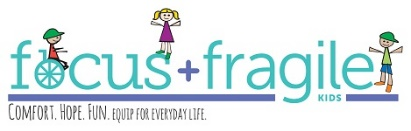 focus+fragile
KIDS
COMFORT. HOPE. FUN. EQUIP FOR EVERYDAY LIFE.